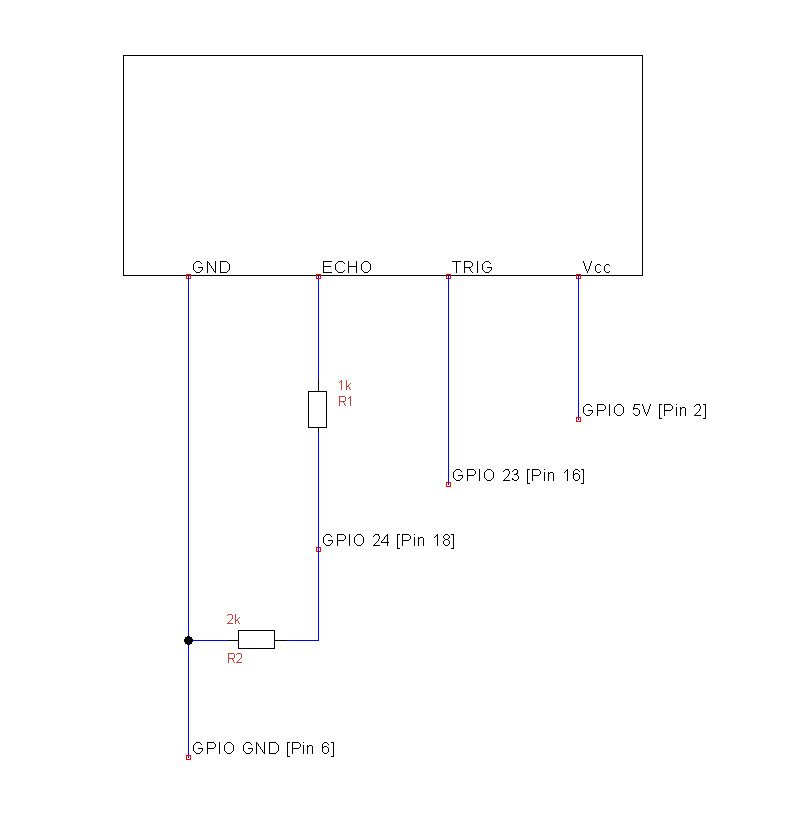 GND
ECHO
TRIG
Vcc
1k
R1
GPIO 5V [Pin 2]
GPIO 23 [Pin 16]
GPIO 24 [Pin 18]
2k
R2
GPIO GND [Pin 6]